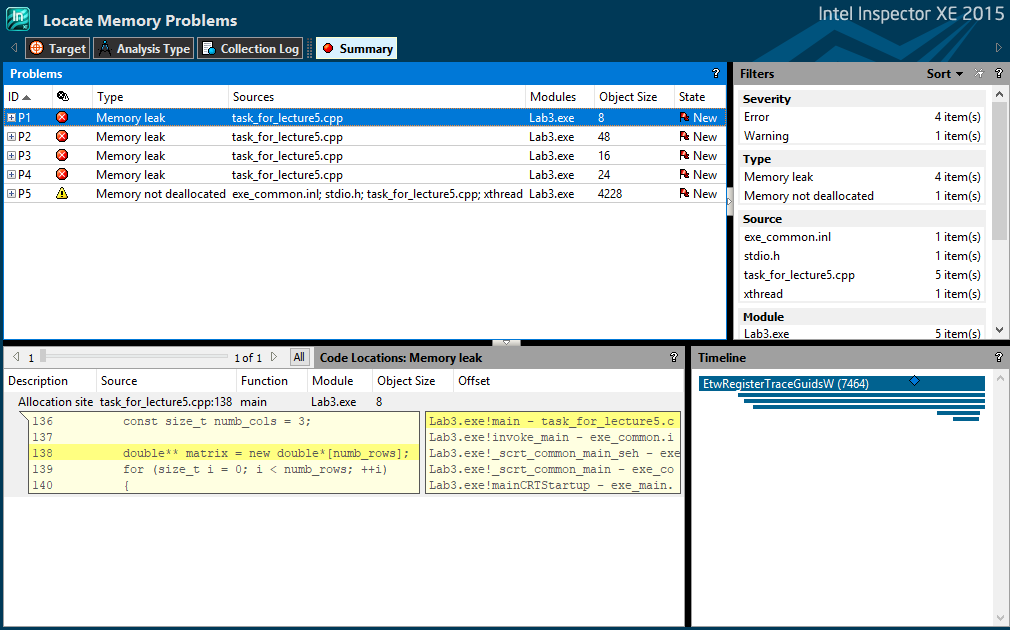 Intel Inspector XE 2015
Locate Memory Problems
Target Analysis Type Collection Log Summary
Problems ?
ID Type Sources Modules Object Size State
P1 Memory leak task_for_lecture5.cpp Lab3.exe 8 New
P2 Memory leak task_for_lecture5.cpp Lab3.exe 48 New
P3 Memory leak task_for_lecture5.cpp Lab3.exe 16 New
P4 Memory leak task_for_lecture5.cpp Lab3.exe 24 New
P5 Memory not deallocated exe_common.inl; stdio.h; task_for_lecture5.cpp; xthread Lab3.exe 4228 New
Filters Sort ?
Severity
Error 4 item(s)
Warning 1 item(s)
Type
Memory leak 4 item(s)
Memory not deallocated 1 item(s)
Source
exe_common.inl 1 item(s)
stdio.h 1 item(s)
task_for_lecture5.cpp 5 item(s)
xthread 1 item(s)
Module
Lab3.exe 5 item(s)
1 1 of 1 All Code Locations: Memory leak ?
Description Source Function Module Object Size Offset
Allocation site task_for_lecture5.cpp:138 main Lab3.exe 8
136 const size_t numb_cols = 3;
137
138 double** matrix = new double*[numb_rows];
139 for (size_t i = 0; i < numb_rows; ++i)
140 {
Lab3.exe!main - task_for_lecture5.c
Lab3.exe!invoke_main - exe_common.i
Lab3.exe!_scrt_common_main_seh - exe
Lab3.exe!_scrt_common_main - exe_co
Lab3.exe!mainCRTStartup - exe_main.
Timeline ?
EtwRegisterTraceGuidsW (7464)